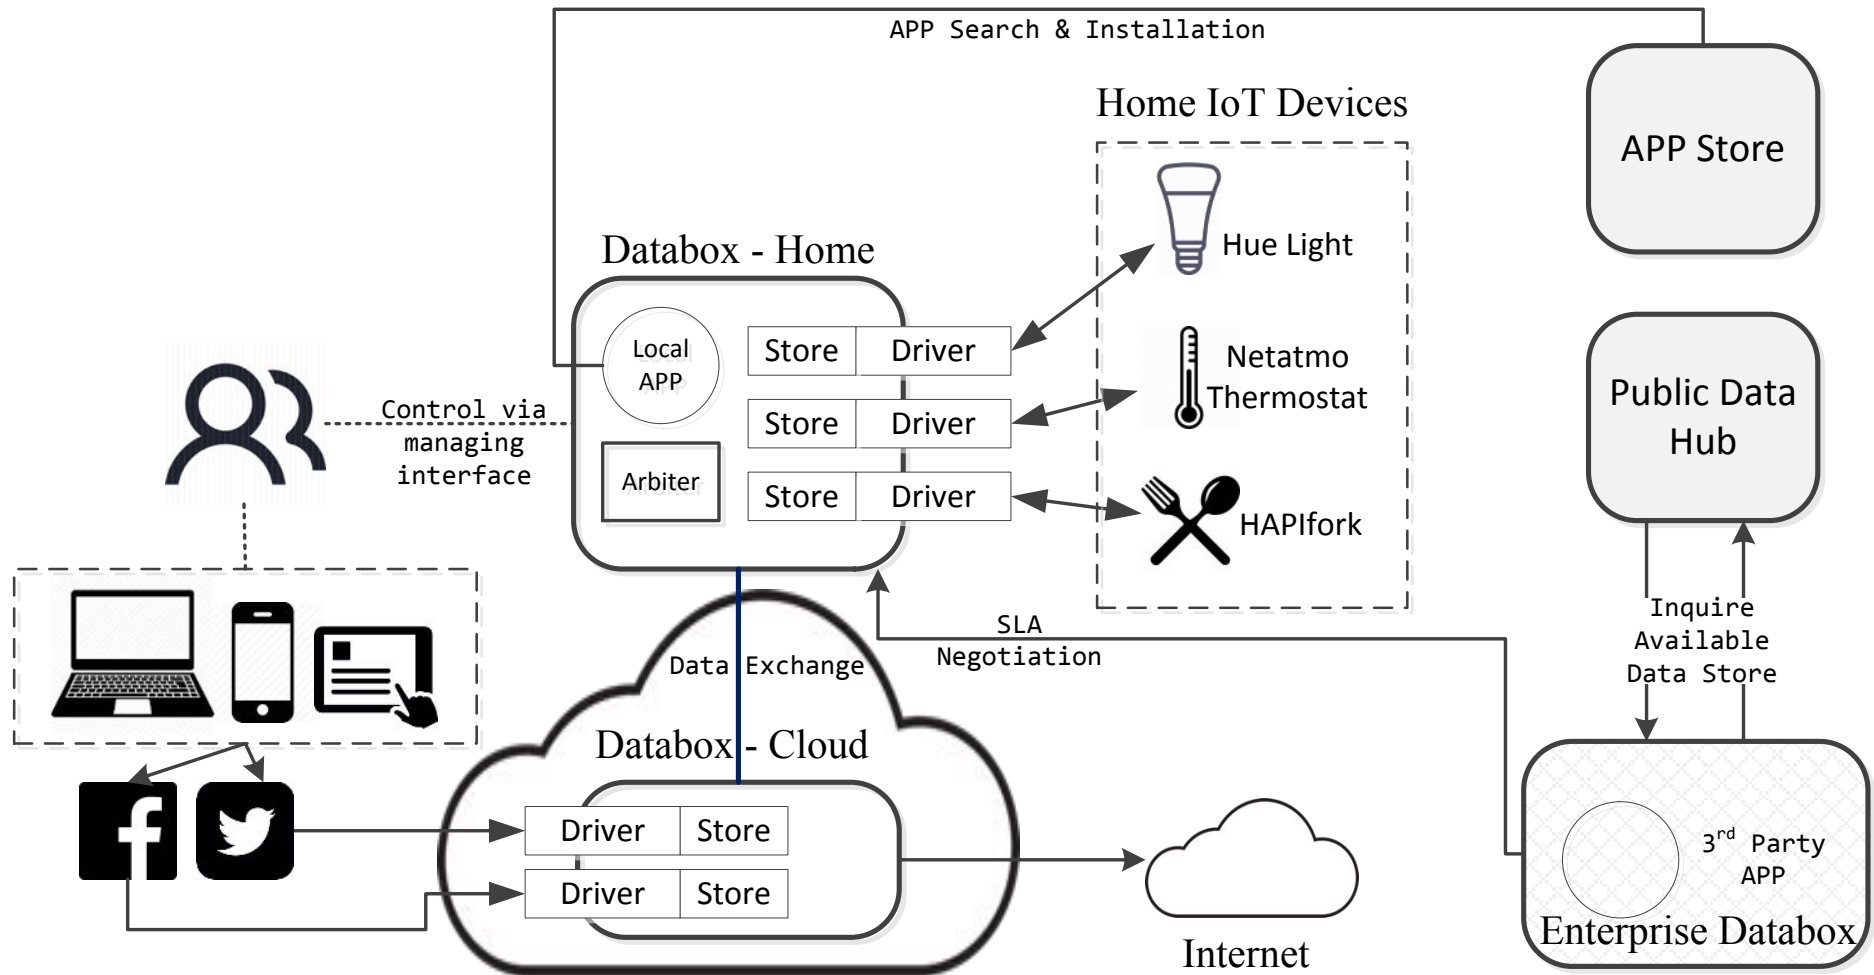 APP Search & Installation
Home IoT Devices
APP Store
Hue Light
Netatmo
Thermostat
HAPIfork
Databox - Home
Local
APP
Arbiter
Store Driver
Store Driver
Store Driver
Control via
managing
interface
Public Data
Hub
Inquire
Available
Data Store
SLA
Negotiation
Data Exchange
Databox - Cloud
Driver Store
Driver Store
Internet
3rd Party
APP
Enterprise Databox